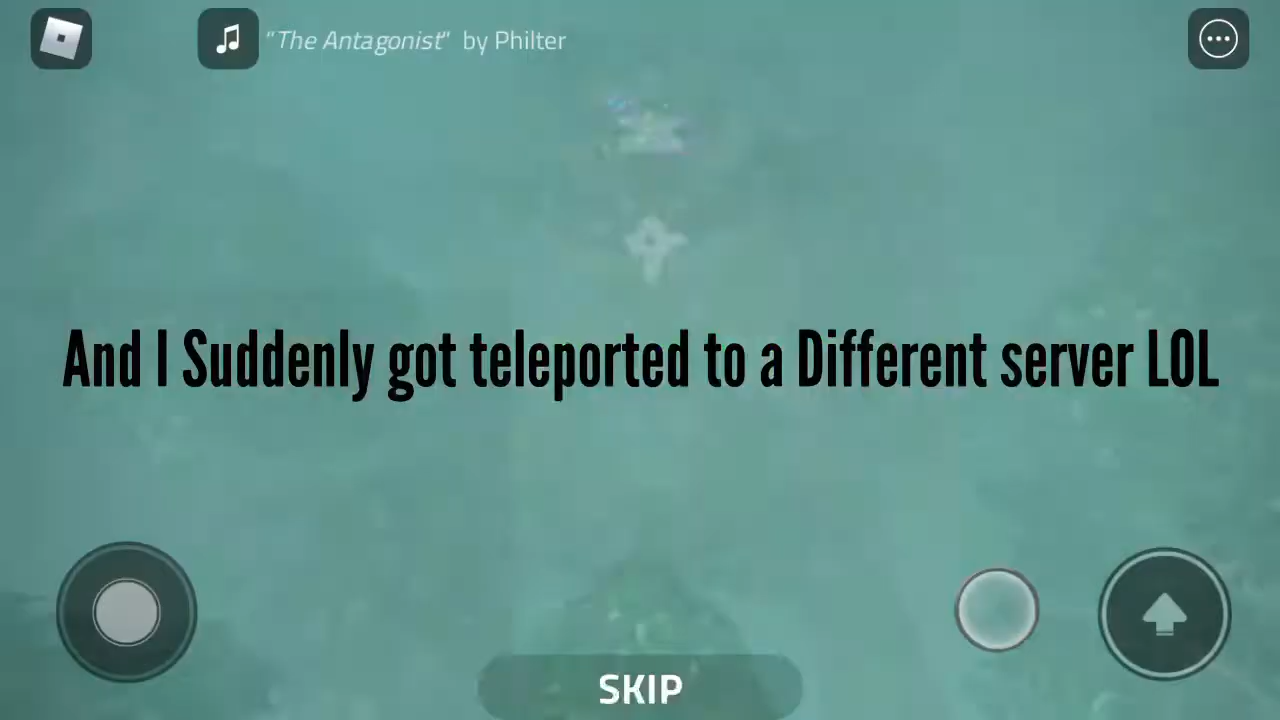 "The Antagonist" by Philter
And I Suddenly got teleported to a Different server LOL
SKIP